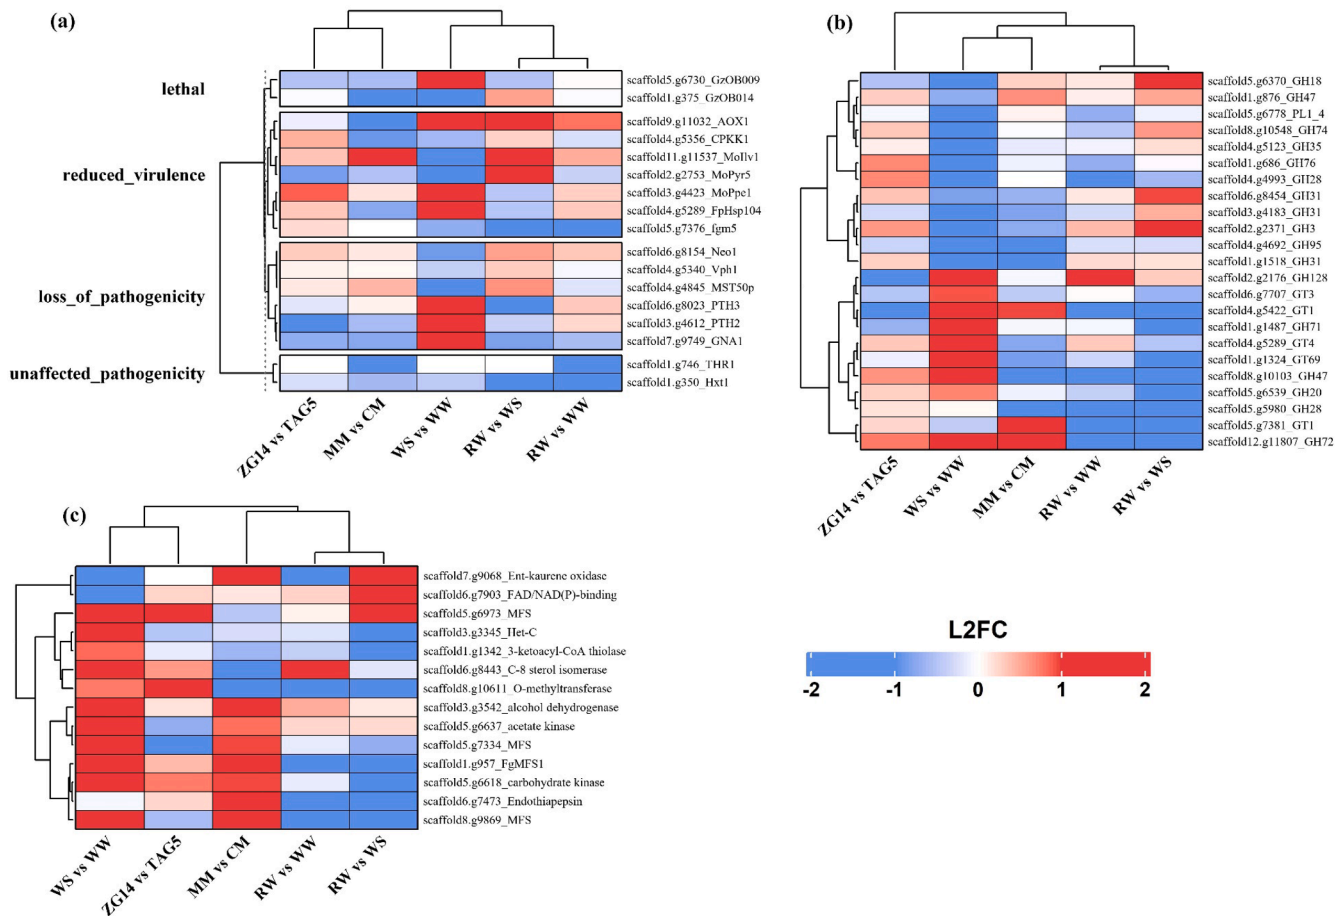 (a)
lethal
reduced_virulence
loss_of_pathogenicity
unaffected_pathogenicity
scaffold5.g6730_GzOB009
scaffold1.g375_GzOB014
scaffold9.g11032_AOX1
scaffold4.g5356_CPKK1
scaffold11.g11537_MoIlv1
scaffold2.g2753_MoPyr5
scaffold3.g4423_MoPpe1
scaffold4.g5289_FpHsp104
scaffold5.g7376_fgm5
scaffold6.g8154_Neo1
scaffold4.g5340_Vph1
scaffold4.g4845_MST50p
scaffold6.g8023_PTH3
scaffold3.g4612_PTH2
scaffold7.g9749_GNA1
scaffold1.g746_THR1
scaffold1.g350_Hxt1
ZG14 vs TAG5
MM vs CM
WS vs WW
RW vs WS
RW vs WW
(b)
scaffold5.g6370_GH18
scaffold1.g876_GH47
scaffold5.g6778_PL1_4
scaffold8.g10548_GH74
scaffold4.g5123_GH35
scaffold1.g686_GH76
scaffold4.g4993_GH28
scaffold6.g8454_GH31
scaffold3.g4183_GH31
scaffold2.g2371_GH3
scaffold4.g4692_GH95
scaffold1.g1518_GH31
scaffold2.g2176_GH128
scaffold6.g7707_GT3
scaffold4.g5422_GT1
scaffold1.g1487_GH71
scaffold4.g5289_GT4
scaffold1.g1324_GT69
scaffold8.g10103_GH47
scaffold5.g6539_GH20
scaffold5.g5980_GH28
scaffold5.g7381_GT1
scaffold12.g11807_GH72
ZG14 vs TAG5
WS vs WW
MM vs CM
RW vs WW
RW vs WS
(c)
scaffold7.g9068_Ent-kaurene oxidase
scaffold6.g7903_FAD/NAD(P)-binding
scaffold5.g6973_MFS
scaffold3.g3345_Het-C
scaffold1.g1342_3-ketoacyl-CoA thiolase
scaffold6.g8443_C-8 sterol isomerase
scaffold8.g10611_O-methyltransferase
scaffold3.g3542_alcohol dehydrogenase
scaffold5.g6637_acetate kinase
scaffold5.g7334_MFS
scaffold1.g957_FgMFS1
scaffold5.g6618_carbohydrate kinase
scaffold6.g7473_Endothiapepsin
scaffold8.g9869_MFS
WS vs WW
ZG14 vs TAG5
MM vs CM
RW vs WW
RW vs WS
L2FC
-2 -1 0 1 2